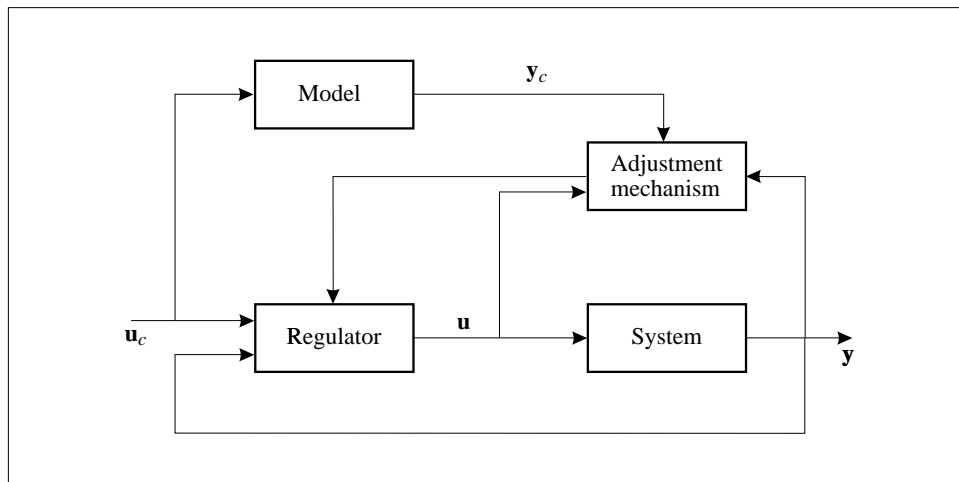 y_c
Model
Adjustment
mechanism
u_c
Regulator
u
System
y